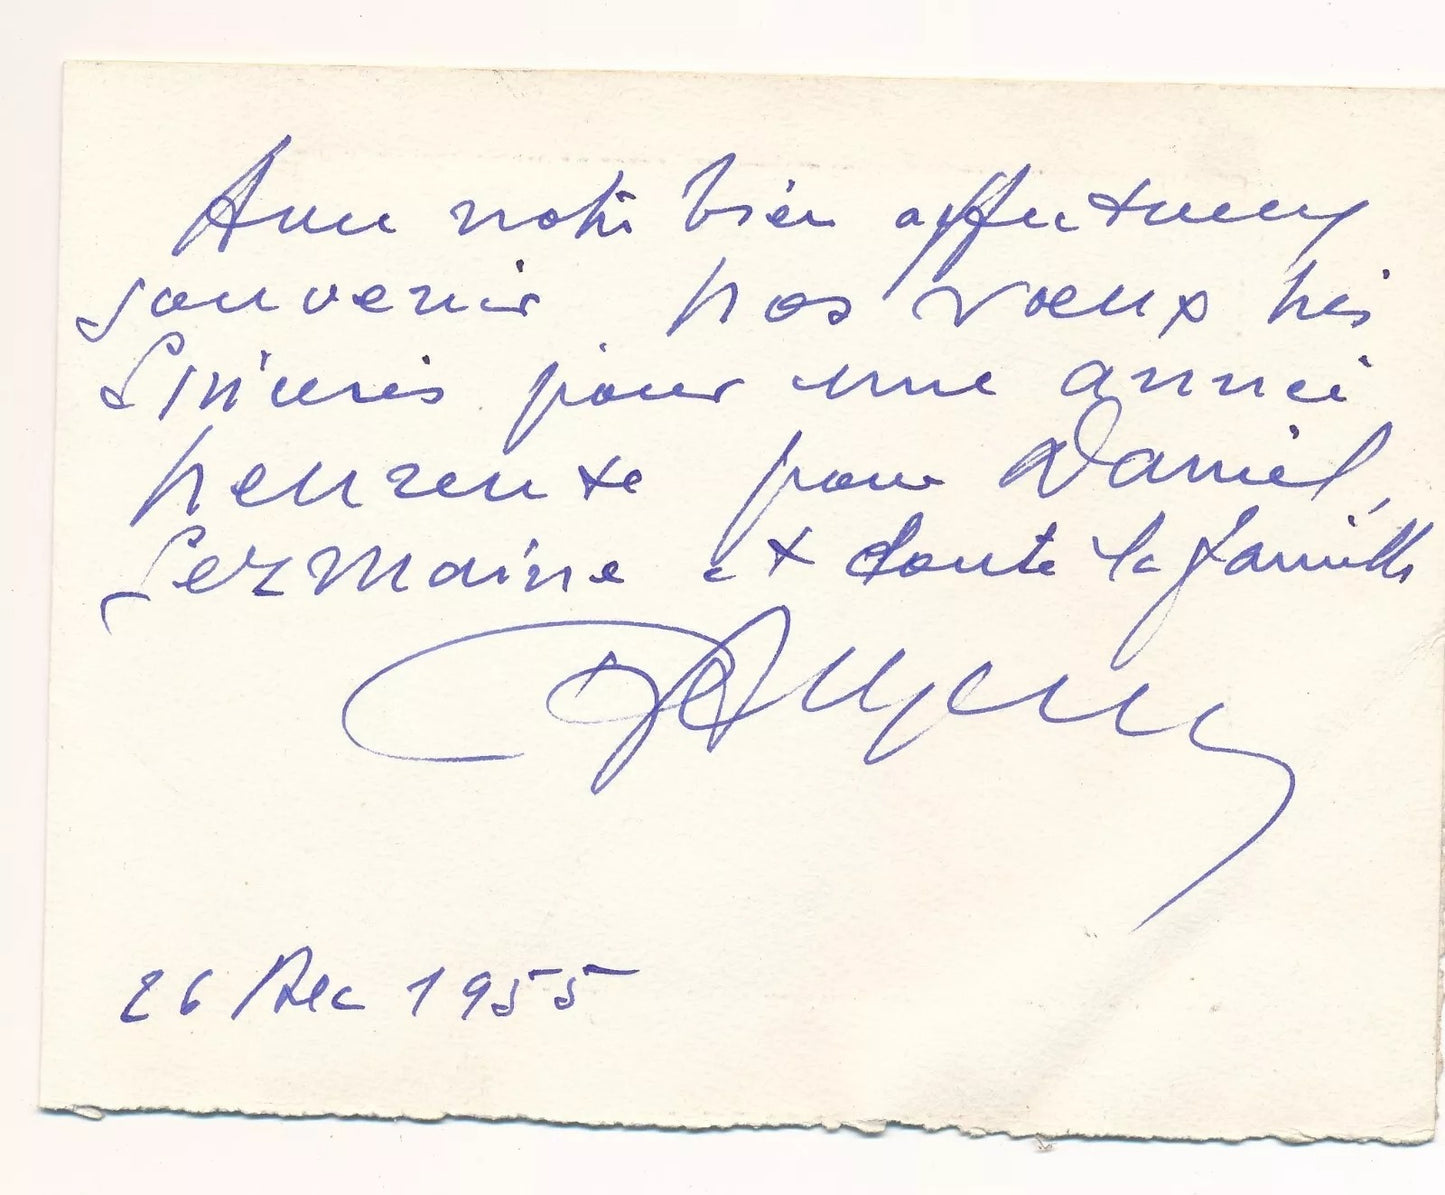 Avec notre bien affectueux
souvenir nos vœux très
sincères pour une année
heureuse pour Daniel,
Germaine et toute la famille
26 Dec 1955